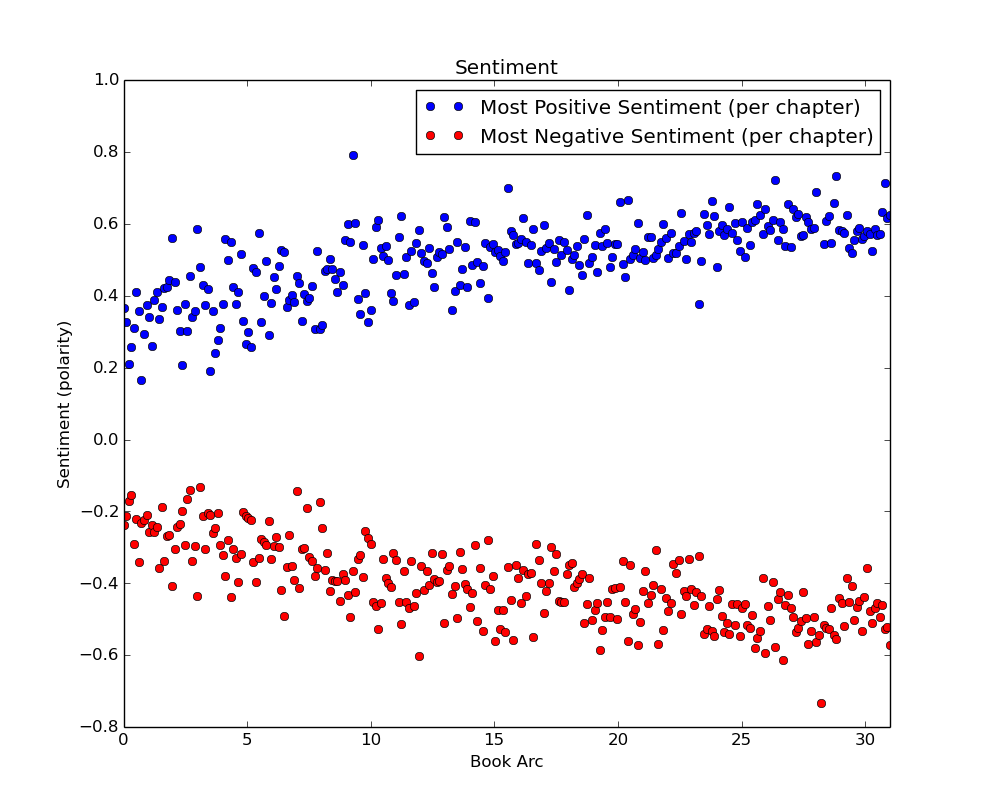 Sentiment
1.0
Most Positive Sentiment (per chapter)
Most Negative Sentiment (per chapter)
0.8
0.6
0.4
0.2
0.0
−0.2
−0.4
−0.6
−0.8
Sentiment (polarity)
0 5 10 15 20 25 30
Book Arc